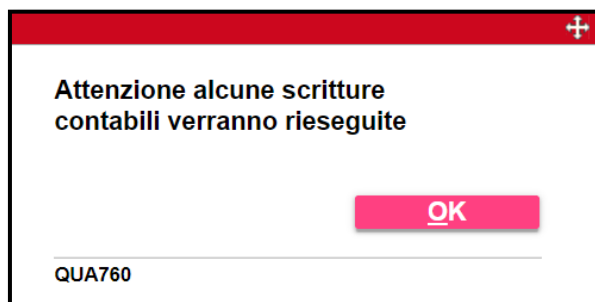 Attenzione alcune scritture
contabili verranno rieseguite
OK
QUA760